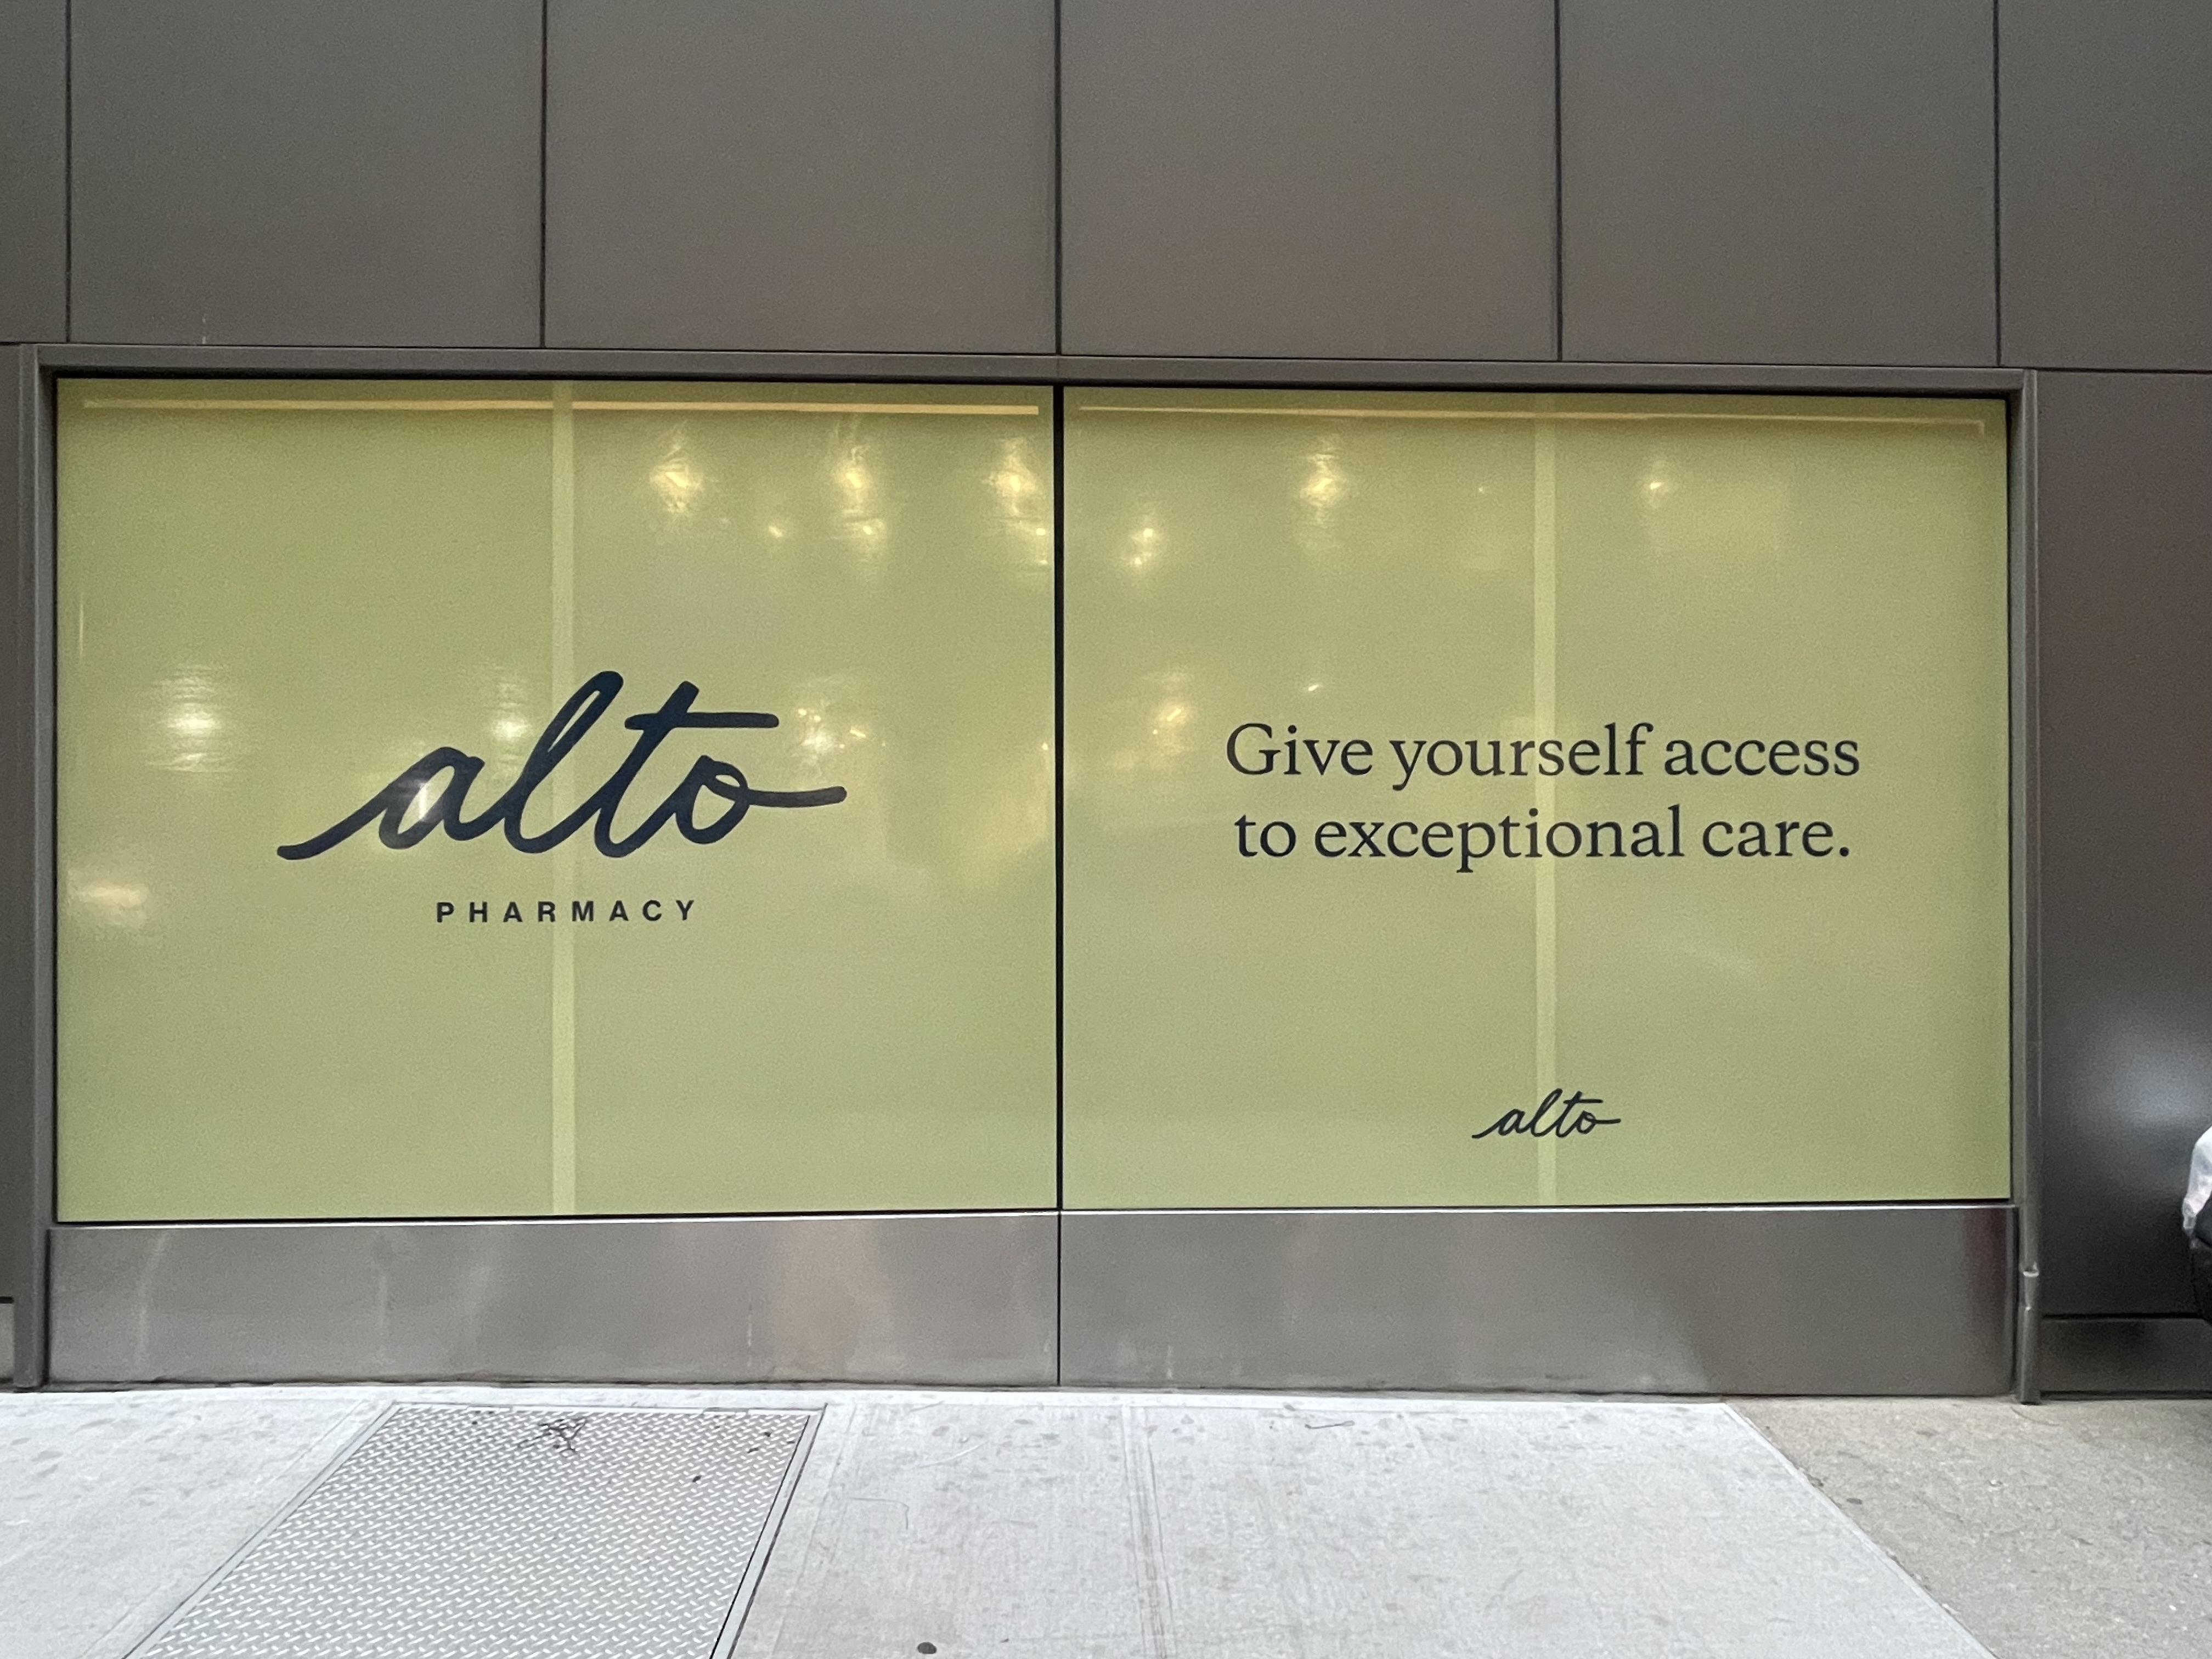 alto
PHARMACY
Give yourself access
to exceptional care.
alto